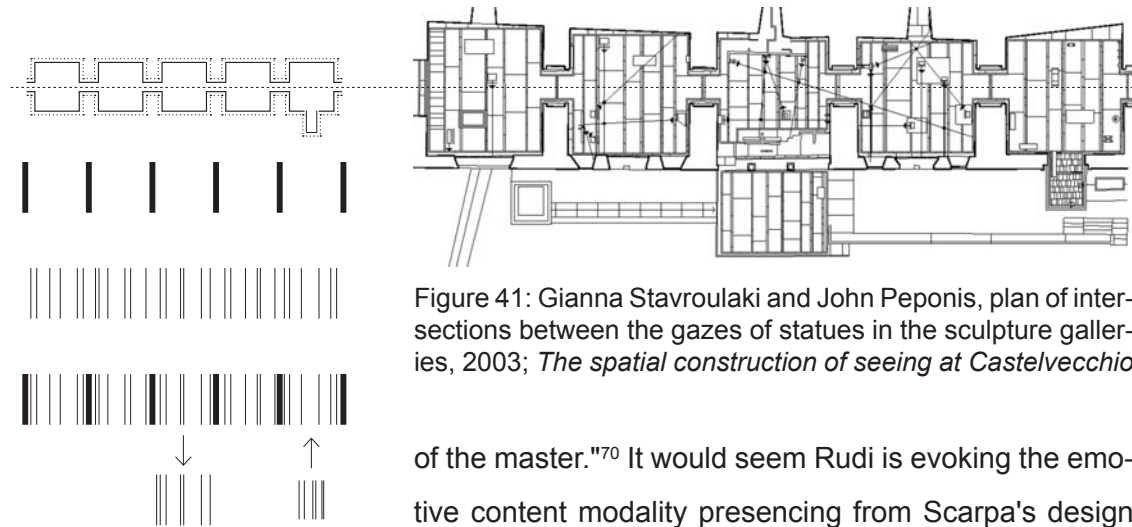 Figure 41: Gianna Stavroulaki and John Peponis, plan of inter-
sections between the gazes of statues in the sculpture galler-
ies, 2003; The spatial construction of seeing at Castelvecchio
of the master."70 It would seem Rudi is evoking the emo-
tive content modality presencing from Scarpa's design